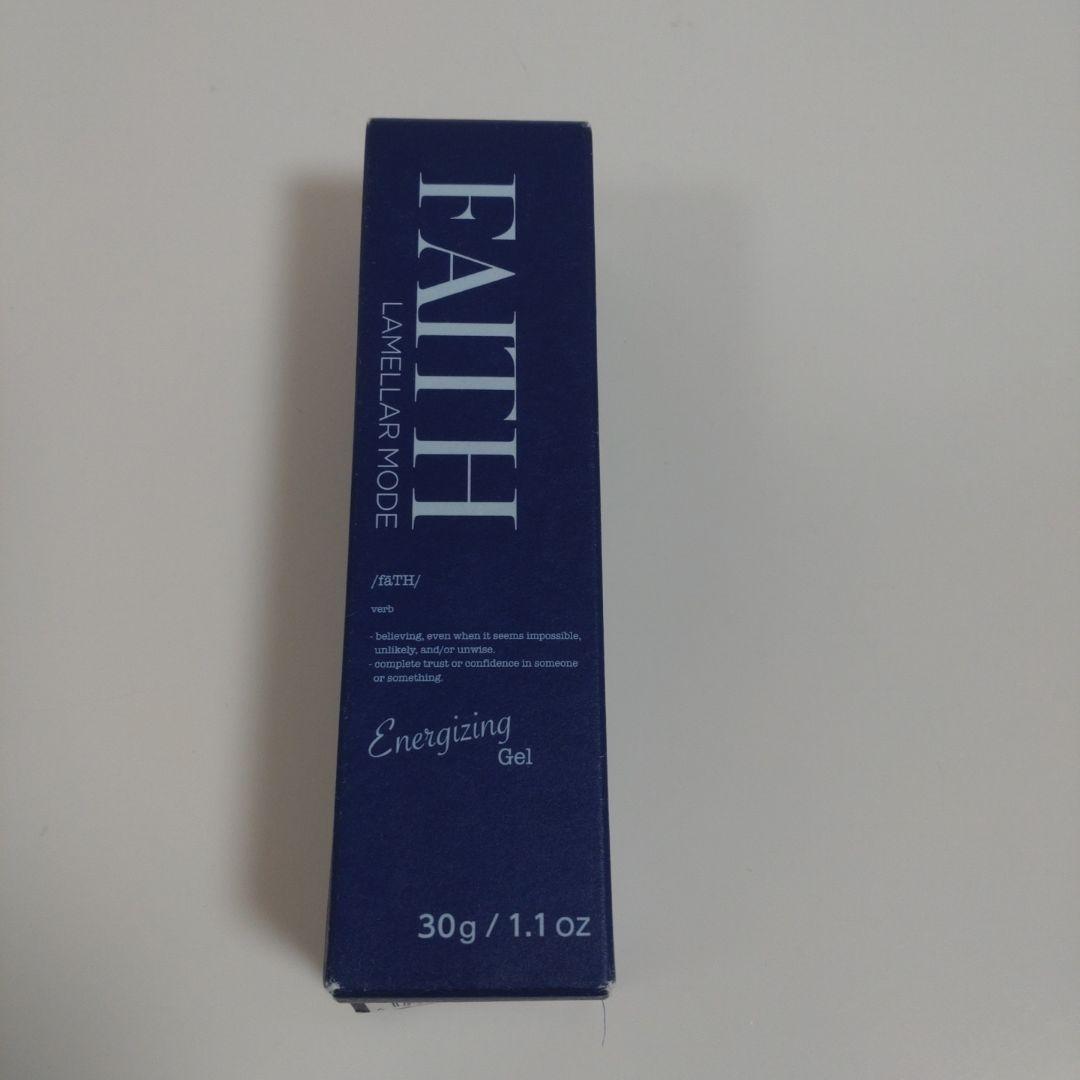 FAITH
LAMELLAR MODE
/fāTH/
verb
- believing, even when it seems impossible,
unlikely, and/or unwise.
- complete trust or confidence in someone
or something.
Energizing
Gel
30g / 1.1 oz